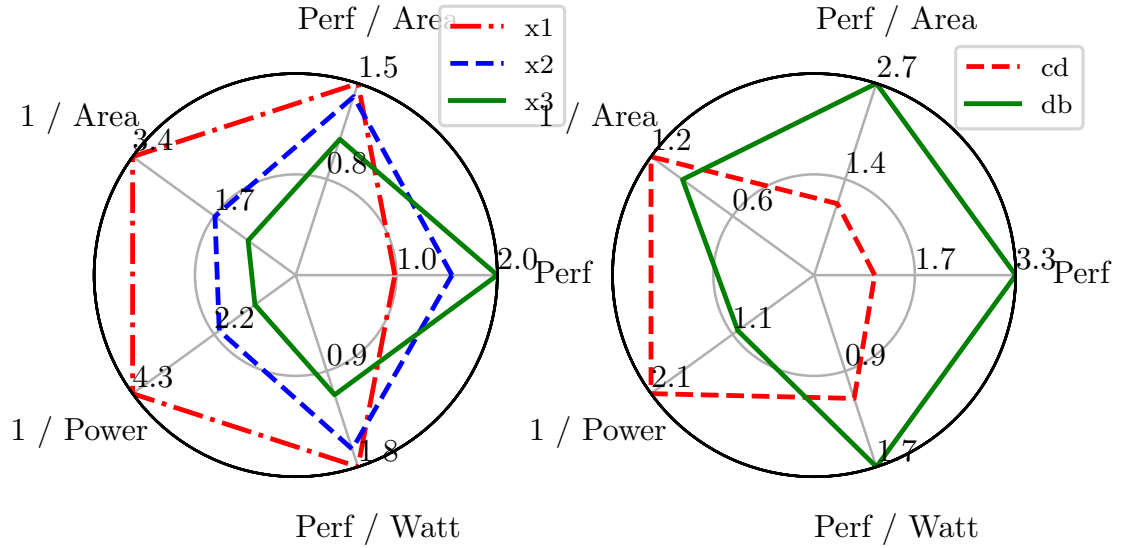 Perf / Area
x1
x2
x3
1.5
1 / Area
3.4
0.8
1.7
1.0
2.0
Perf
2.2
0.9
4.3
1 / Power
1.8
Perf / Watt
Perf / Area
cd
db
2.7
1 / Area
1.2
1.4
0.6
1.7
3.3
Perf
1.1
0.9
2.1
1 / Power
1.7
Perf / Watt